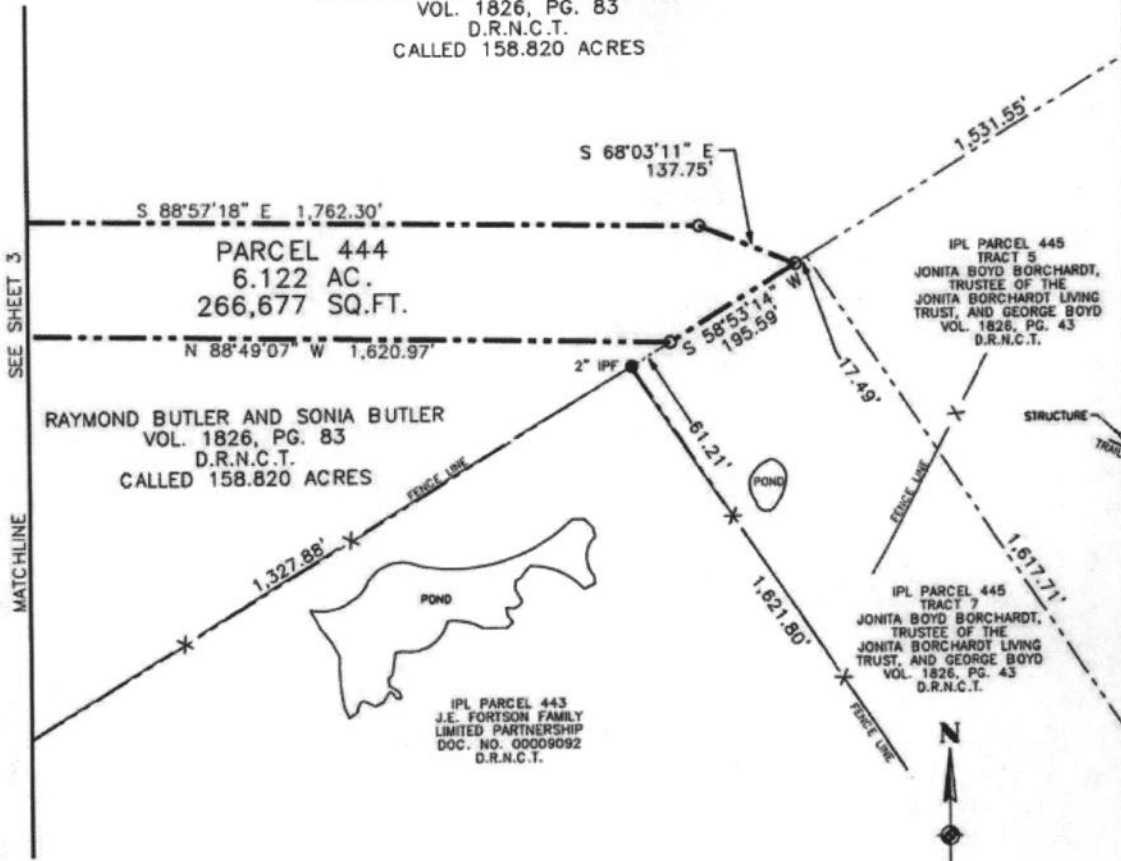 VOL. 1826, PG. 83
D.R.N.C.T.
CALLED 158.820 ACRES
1,531.55'
S 68°03'11" E
137.75'
S 88°57'18" E 1,762.30'
PARCEL 444
6.122 AC.
266,677 SQ.FT.
SEE SHEET 3
IPL PARCEL 445
TRACT 5
JONITA BOYD BORCHARDT,
TRUSTEE OF THE
JONITA BORCHARDT LIVING
TRUST, AND GEORGE BOYD
VOL. 1826, PG. 43
D.R.N.C.T.
S 58°53'14" W
195.59'
N 88°49'07" W 1,620.97'
2" IPF
17.49'
61.21'
RAYMOND BUTLER AND SONIA BUTLER
VOL. 1826, PG. 83
D.R.N.C.T.
CALLED 158.820 ACRES
STRUCTURE
FENCE LINE
POND
FENCE LINE
1,327.88'
MATCHLINE
POND
1,621.80'
1,617.71'
IPL PARCEL 445
TRACT 7
JONITA BOYD BORCHARDT,
TRUSTEE OF THE
JONITA BORCHARDT LIVING
TRUST, AND GEORGE BOYD
VOL. 1826, PG. 43
D.R.N.C.T.
IPL PARCEL 443
J.E. FORTSON FAMILY
LIMITED PARTNERSHIP
DOC. NO. 00009092
D.R.N.C.T.
FENCE LINE
N